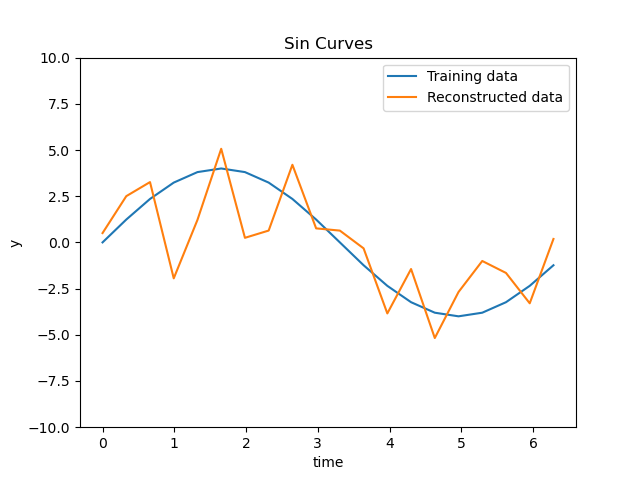 Sin Curves
Training data
Reconstructed data
10.0
7.5
5.0
2.5
0.0
−2.5
−5.0
−7.5
−10.0
y
0 1 2 3 4 5 6
time